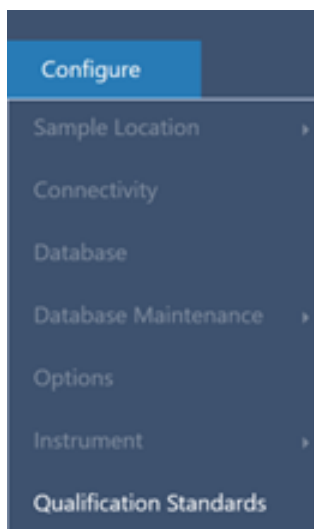 Configure
Sample Location
Connectivity
Database
Database Maintenance
Options
Instrument
Qualification Standards